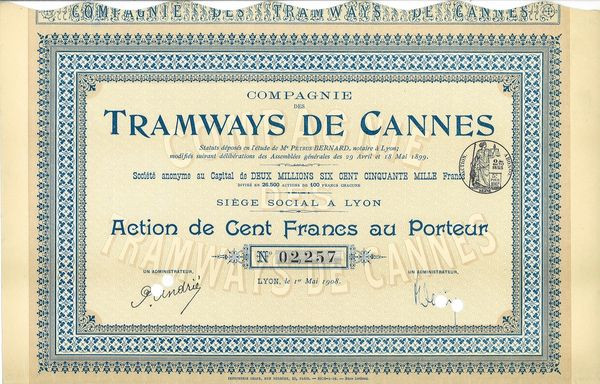 COMPAGNIE DES TRAMWAYS DE CANNES
COMPAGNIE
DES
TRAMWAYS DE CANNES
Statuts déposés en l'étude de Me Petrus BERNARD, notaire à Lyon;
modifiés suivant délibérations des Assemblées générales des 29 Avril et 18 Mai 1899.
Société anonyme au Capital de DEUX MILLIONS SIX CENT CINQUANTE MILLE Francs
DIVISÉ EN 26.500 ACTIONS DE 100 FRANCS CHACUNE
SIÈGE SOCIAL A LYON
Action de Cent Francs au Porteur
No 02,257
UN ADMINISTRATEUR,
UN ADMINISTRATEUR,
LYON, le 1er Mai 1908.
COMPAGNIE
DES
TRAMWAYS DE CANNES